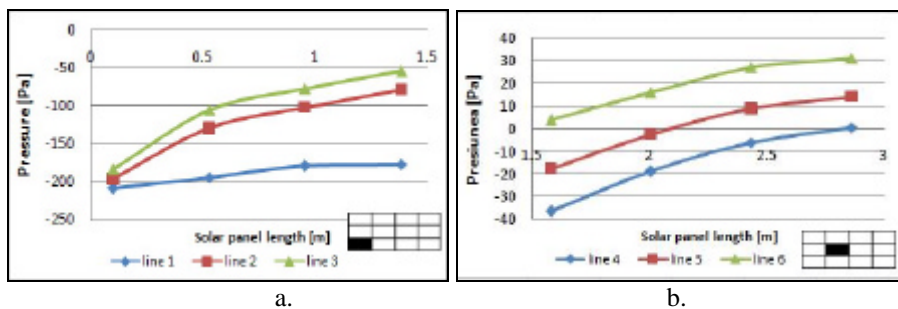 0
0
0.5
1
1.5
-50
-100
-150
-200
-250
Pressure [Pa]
Solar panel length [m]
line 1
line 2
line 3
a.
40
30
20
10
0
-10
-20
-30
-40
1.5
2
2.5
3
Presiunea [Pa]
Solar panel length [m]
line 4
line 5
line 6
b.